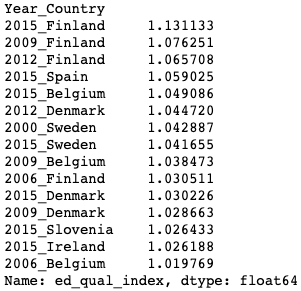 Year_Country
2015_Finland 1.131133
2009_Finland 1.076251
2012_Finland 1.065708
2015_Spain 1.059025
2015_Belgium 1.049086
2012_Denmark 1.044720
2000_Sweden 1.042887
2015_Sweden 1.041655
2009_Belgium 1.038473
2006_Finland 1.030511
2015_Denmark 1.030226
2009_Denmark 1.028663
2015_Slovenia 1.026433
2015_Ireland 1.026188
2006_Belgium 1.019769
Name: ed_qual_index, dtype: float64